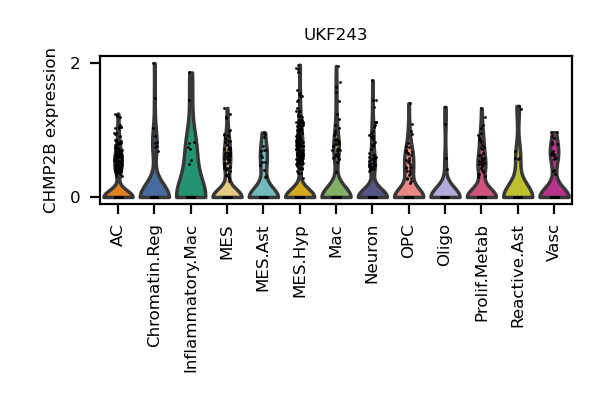 UKF243
CHMP2B expression
2
0
AC
Chromatin.Reg
Inflammatory.Mac
MES
MES.Ast
MES.Hyp
Mac
Neuron
OPC
Oligo
Prolif.Metab
Reactive.Ast
Vasc